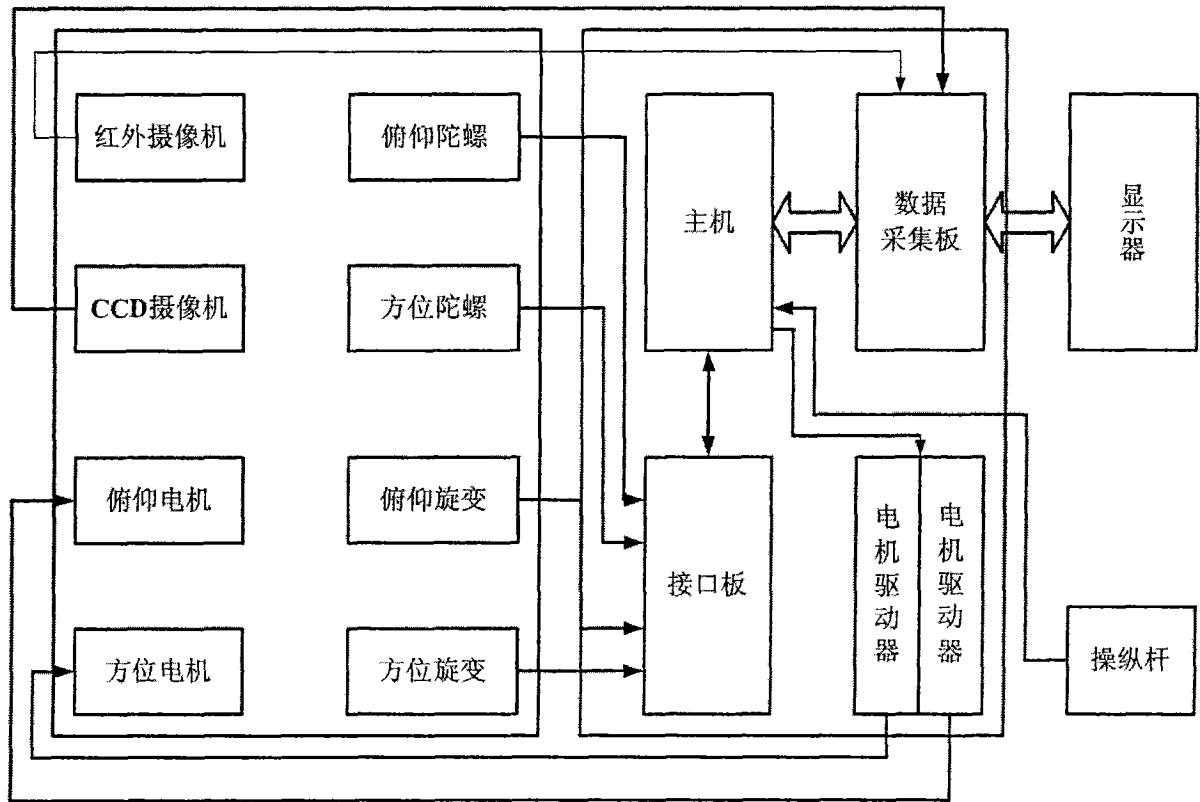 红外摄像机
俯仰陀螺
主机
数据
采集板
显示器
CCD摄像机
方位陀螺
俯仰电机
俯仰旋变
接口板
电机驱动器
电机驱动器
方位电机
方位旋变
操纵杆